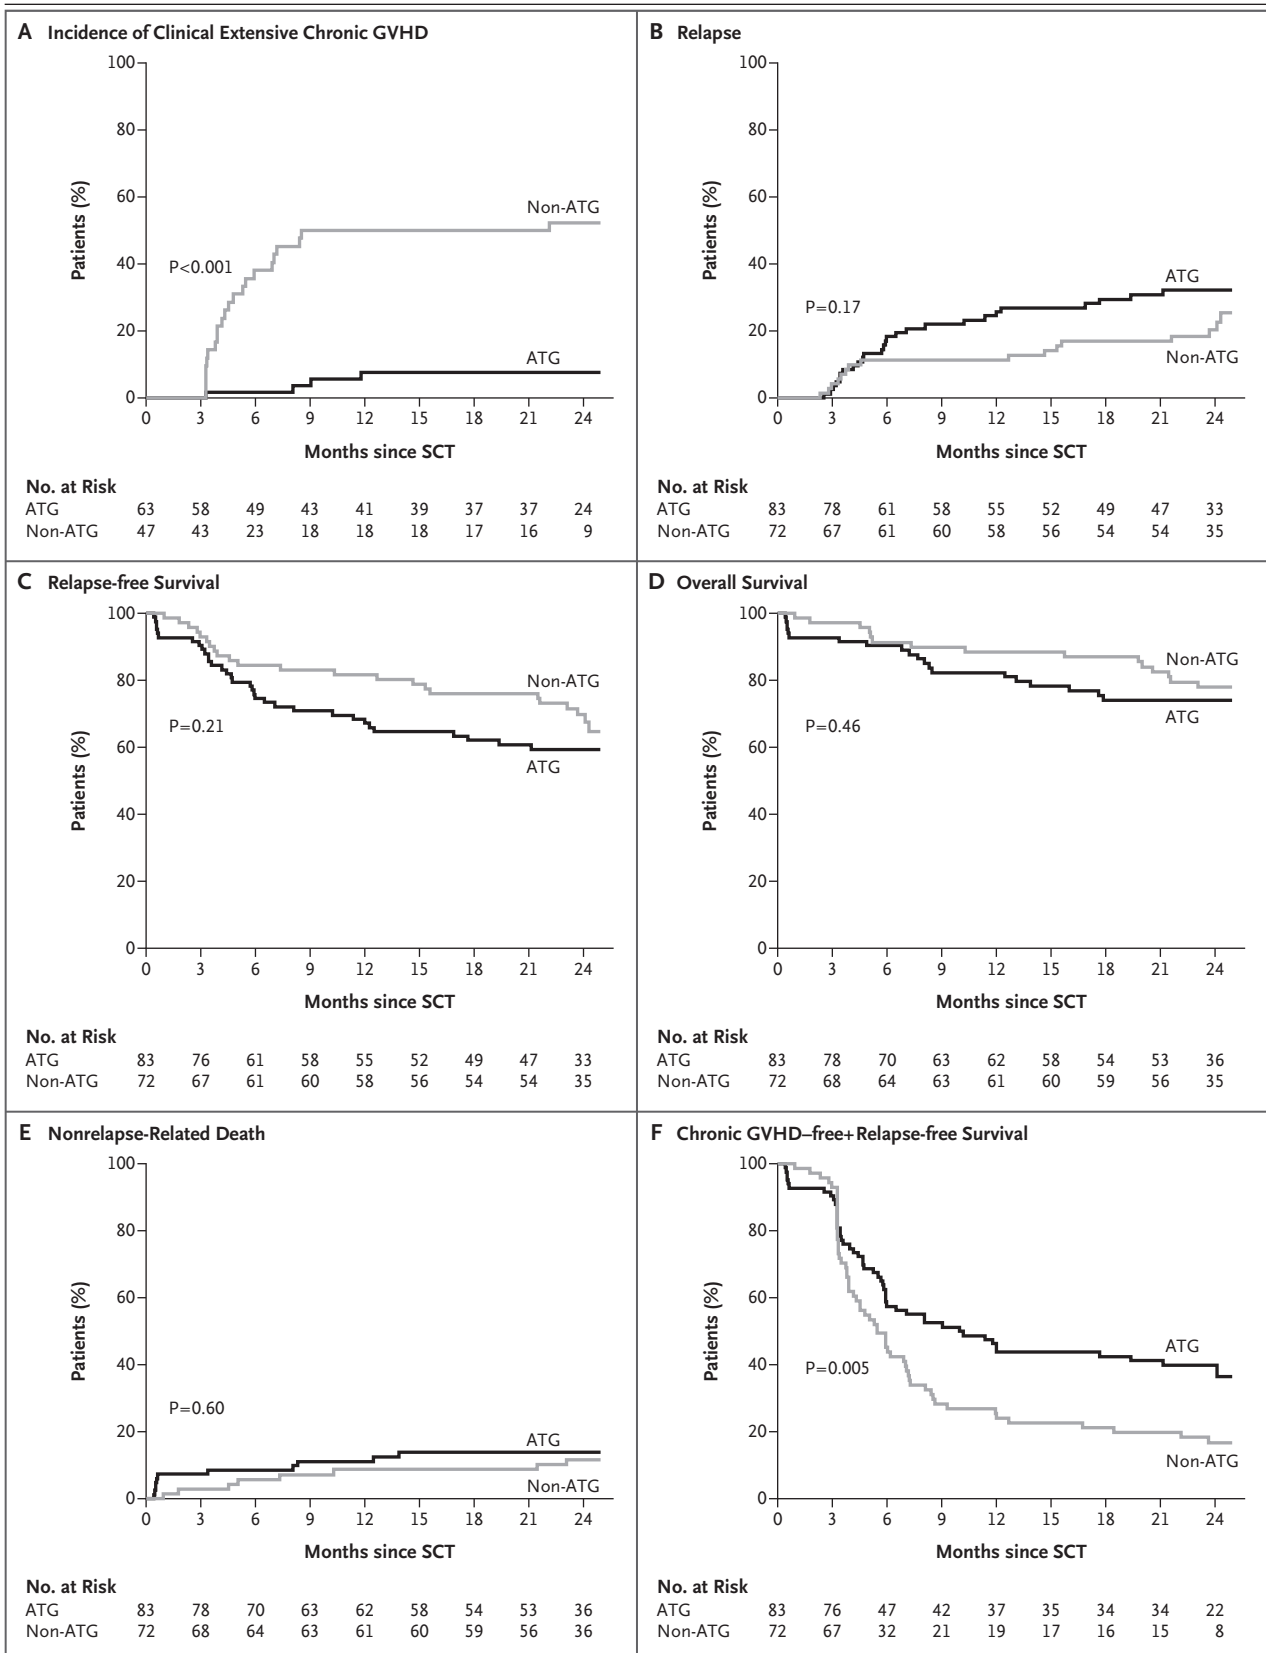 A Incidence of Clinical Extensive Chronic GVHD
100
80
60
40
20
0
Patients (%)
Non-ATG
P<0.001
ATG
0 3 6 9 12 15 18 21 24
Months since SCT
No. at Risk
ATG 63 58 49 43 41 39 37 37 24
Non-ATG 47 43 23 18 18 18 17 16 9
B Relapse
100
80
60
40
20
0
Patients (%)
ATG
P=0.17
Non-ATG
0 3 6 9 12 15 18 21 24
Months since SCT
No. at Risk
ATG 83 78 61 58 55 52 49 47 33
Non-ATG 72 67 61 60 58 56 54 54 35
C Relapse-free Survival
100
80
60
40
20
0
Patients (%)
Non-ATG
P=0.21
ATG
0 3 6 9 12 15 18 21 24
Months since SCT
No. at Risk
ATG 83 76 61 58 55 52 49 47 33
Non-ATG 72 67 61 60 58 56 54 54 35
D Overall Survival
100
80
60
40
20
0
Patients (%)
Non-ATG
ATG
P=0.46
0 3 6 9 12 15 18 21 24
Months since SCT
No. at Risk
ATG 83 78 70 63 62 58 54 53 36
Non-ATG 72 68 64 63 61 60 59 56 35
E Nonrelapse-Related Death
100
80
60
40
20
0
Patients (%)
P=0.60
ATG
Non-ATG
0 3 6 9 12 15 18 21 24
Months since SCT
No. at Risk
ATG 83 78 70 63 62 58 54 53 36
Non-ATG 72 68 64 63 61 60 59 56 36
F Chronic GVHD–free+Relapse-free Survival
100
80
60
40
20
0
Patients (%)
ATG
P=0.005
Non-ATG
0 3 6 9 12 15 18 21 24
Months since SCT
No. at Risk
ATG 83 76 47 42 37 35 34 34 22
Non-ATG 72 67 32 21 19 17 16 15 8